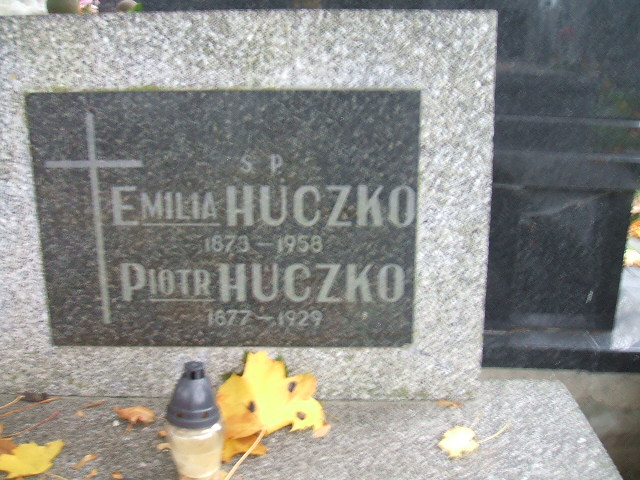 Ś P
EMILIA HUCZKO
1873-1958
PIOTR HUCZKO
1877-1929